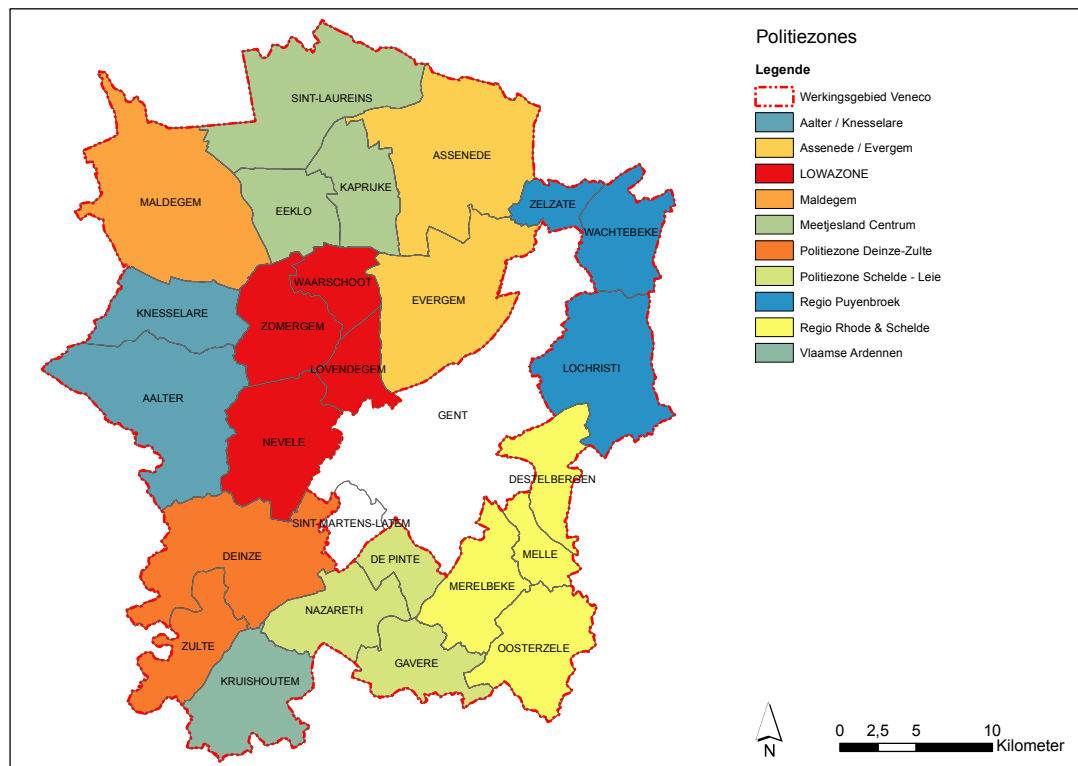 Politiezones
Legende
Werkingsgebied Veneco
Aalter / Knesselare
Assenede / Evergem
LOWAZONE
Maldegem
Meetjesland Centrum
Politiezone Deinze-Zulte
Politiezone Schelde - Leie
Regio Puyenbroek
Regio Rhode & Schelde
Vlaamse Ardennen
SINT-LAUREINS
ASSENEDE
KAPRIJKE
MALDEGEM
EEKLO
ZELZATE
WACHTEBEKE
WAARSCHOOT
EVERGEM
KNESSELARE
ZOMERGEM
LOVENDEGEM
LOCHRISTI
AALTER
GENT
NEVELE
DESTELBERGEN
SINT-MARTENS-LATEM
DEINZE
DE PINTE
MELLE
MERELBEKE
NAZARETH
ZULTE
OOSTERZELE
GAVERE
KRUISHOUTEM
N
0 2,5 5 10
Kilometer